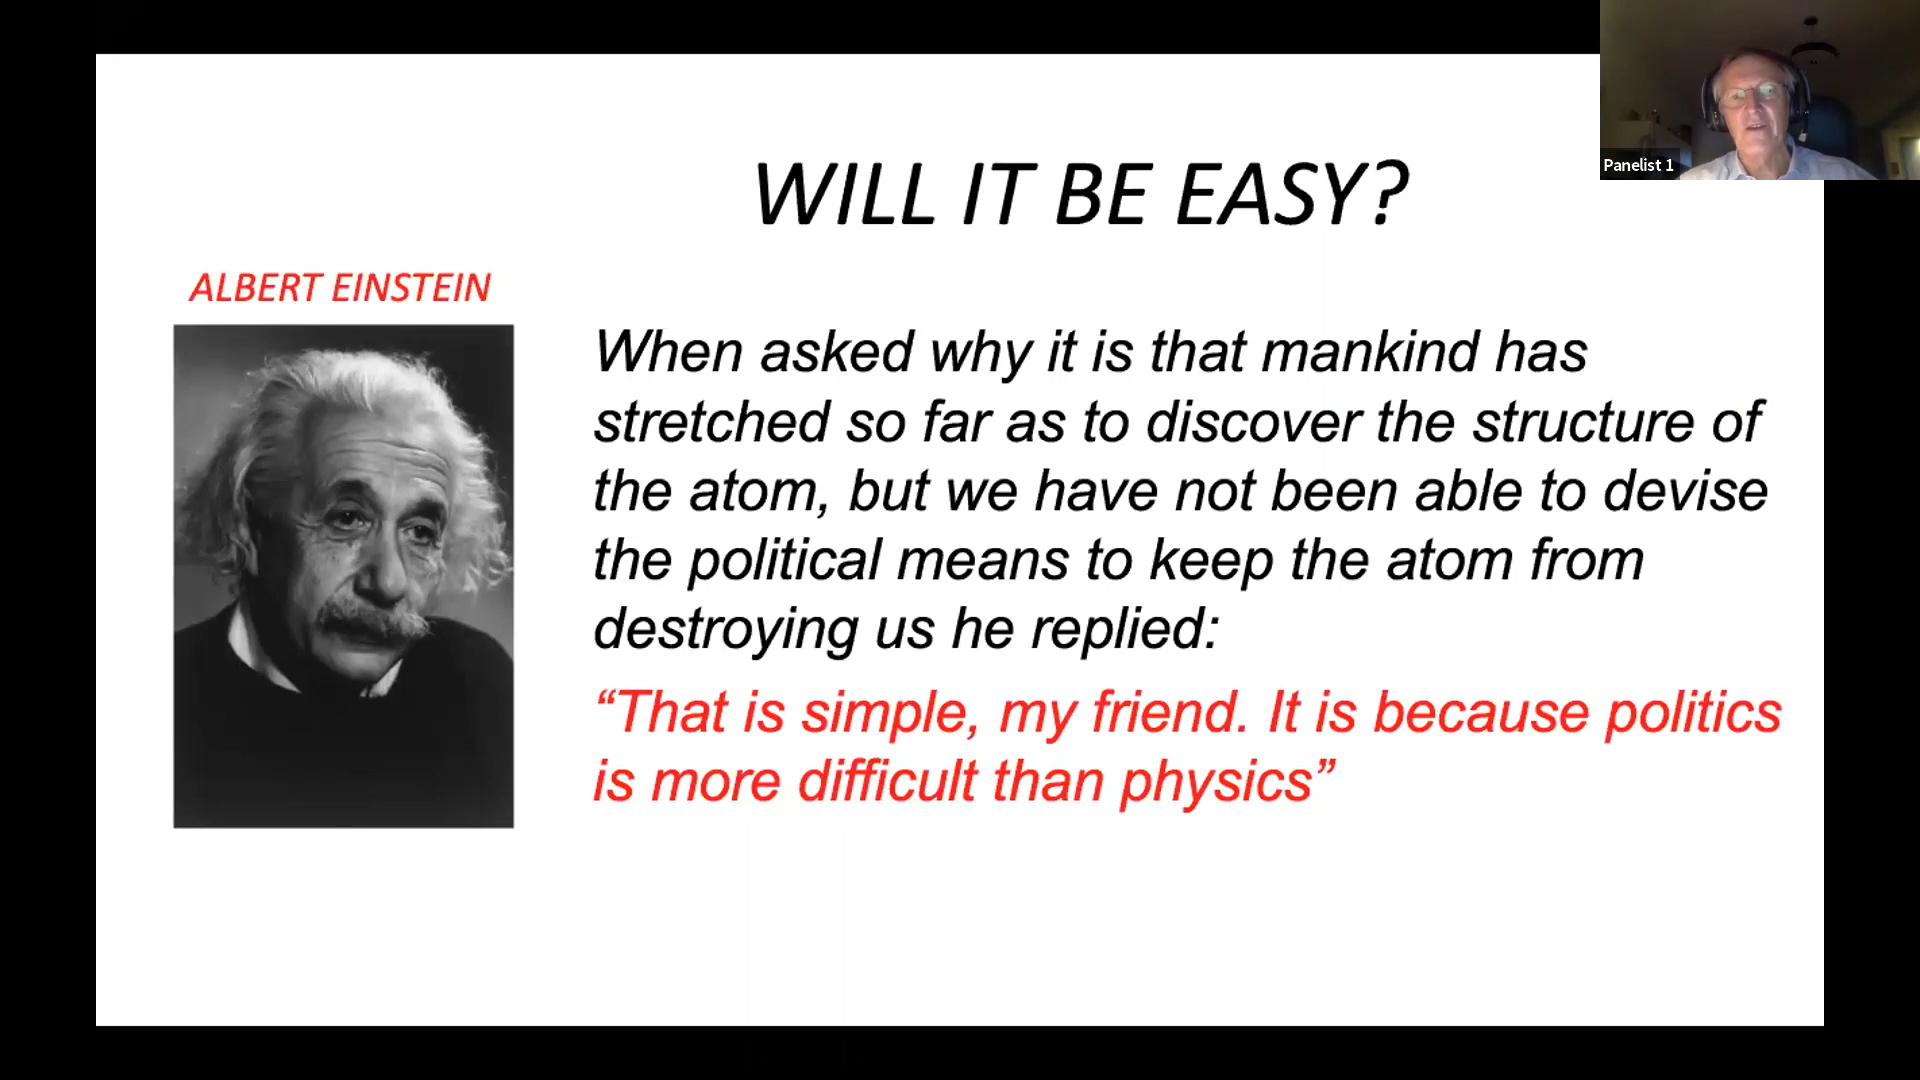 Panelist 1
WILL IT BE EASY?
ALBERT EINSTEIN
When asked why it is that mankind has
stretched so far as to discover the structure of
the atom, but we have not been able to devise
the political means to keep the atom from
destroying us he replied:
“That is simple, my friend. It is because politics
is more difficult than physics”